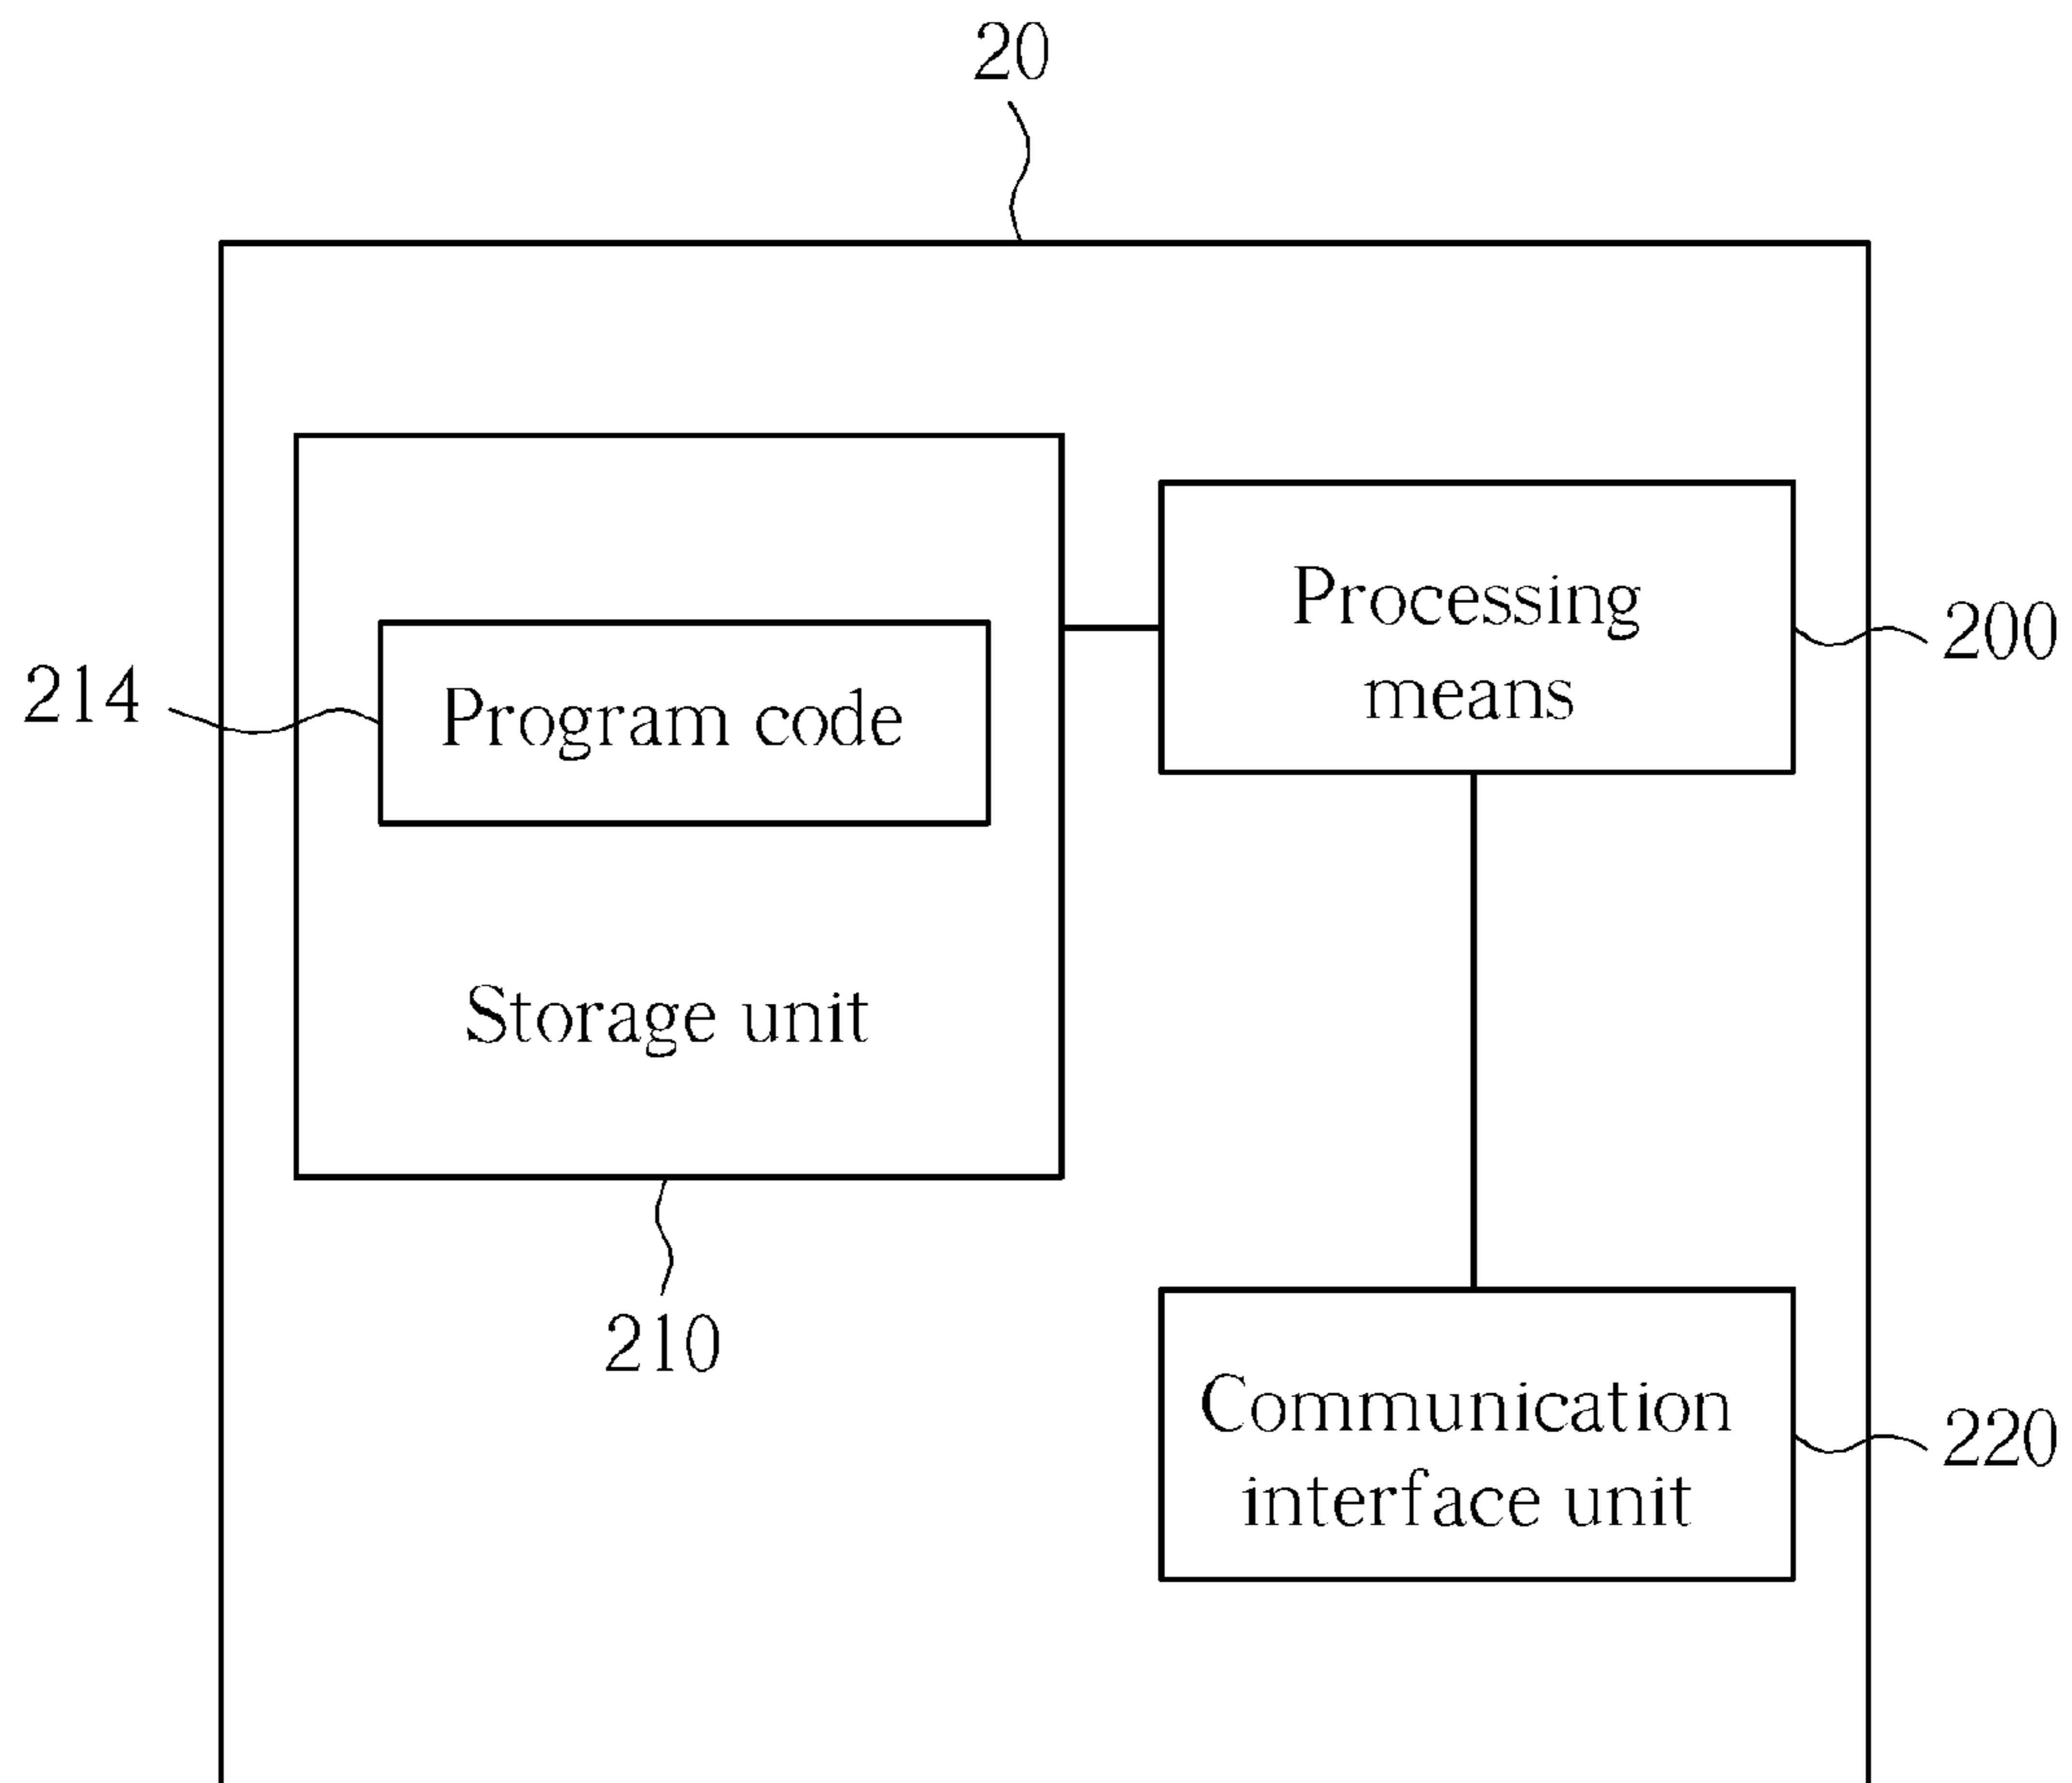 20
Processing
means
200
214
Program code
Storage unit
210
Communication
interface unit
220